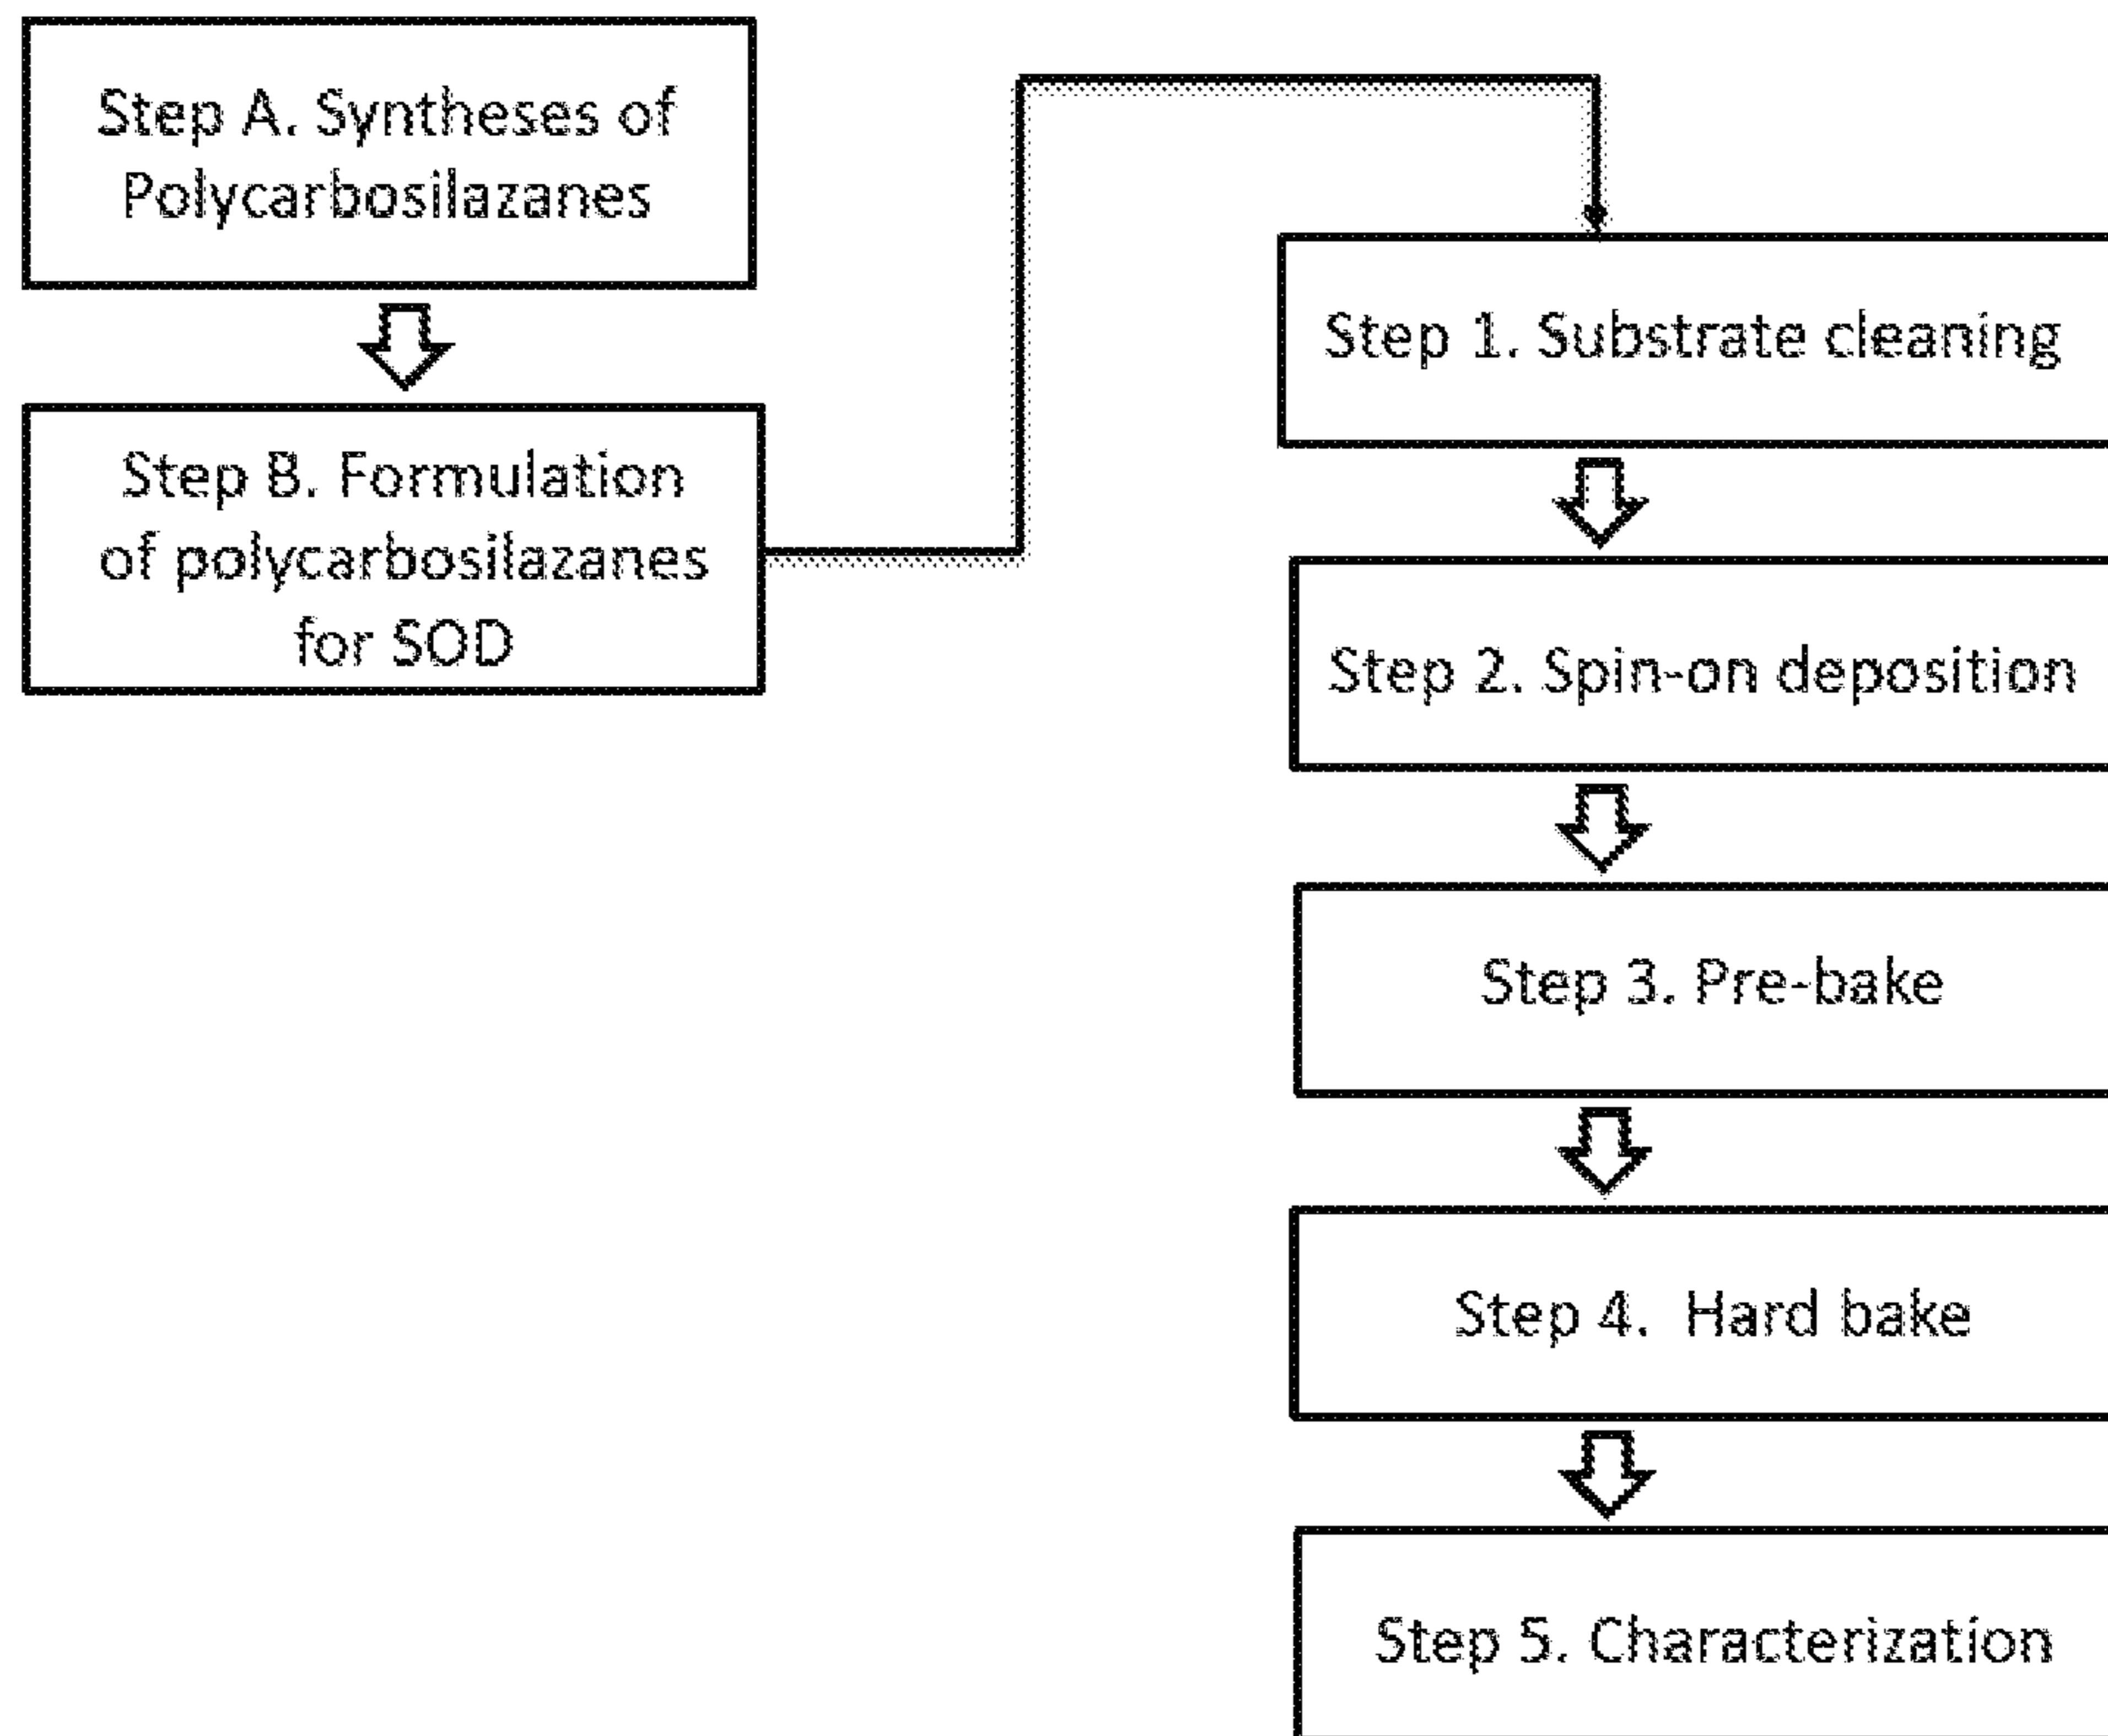 Step A. Syntheses of
Polycarbosilazanes
Step B. Formulation
of polycarbosilazanes
for SOD
Step 1. Substrate cleaning
Step 2. Spin-on deposition
Step 3. Pre-bake
Step 4. Hard bake
Step 5. Characterization